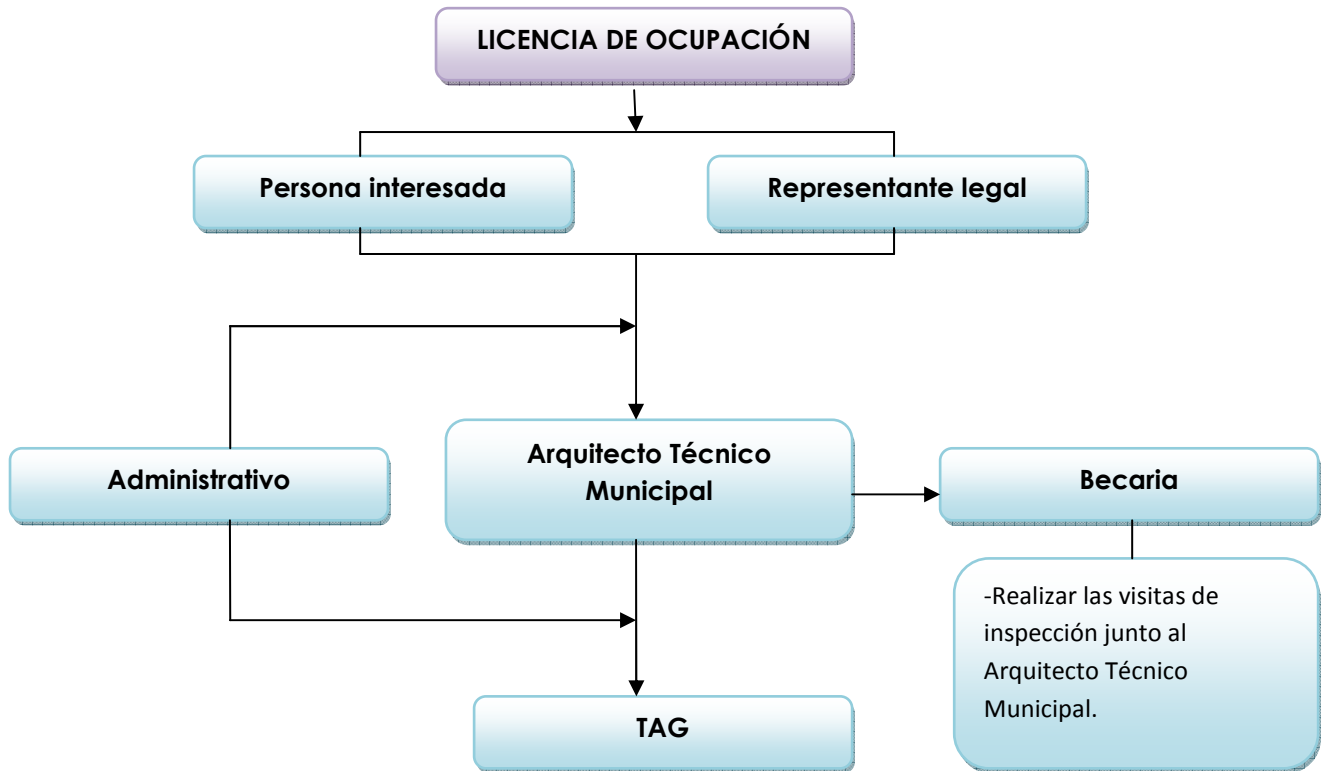 LICENCIA DE OCUPACIÓN
Persona interesada
Representante legal
Administrativo
Arquitecto Técnico
Municipal
Becaria
-Realizar las visitas de
inspección junto al
Arquitecto Técnico
Municipal.
TAG